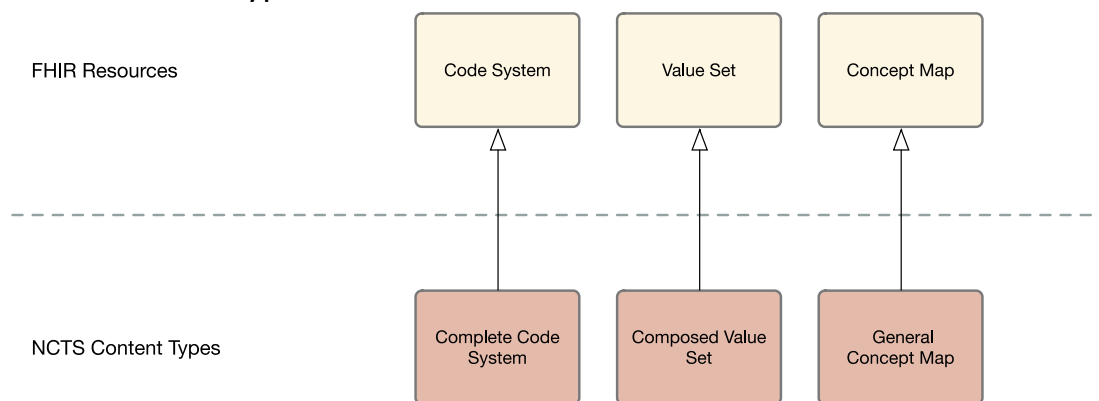 FHIR Resources
Code System
Value Set
Concept Map
NCTS Content Types
Complete Code
System
Composed Value
Set
General
Concept Map